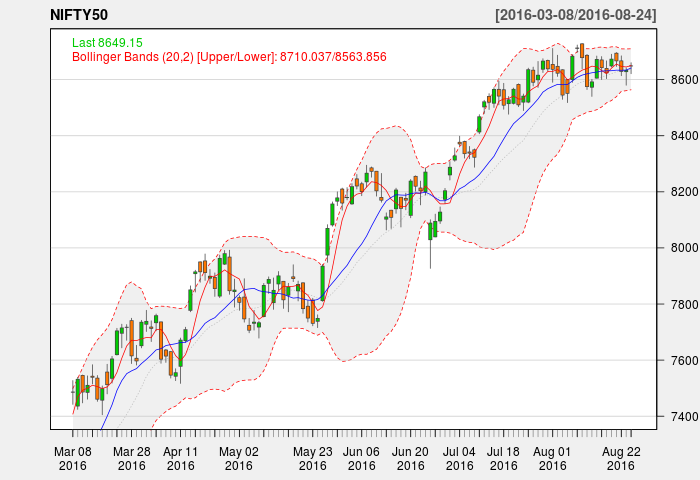 NIFTY50 [2016-03-08/2016-08-24]
Last 8649.15
Bollinger Bands (20,2) [Upper/Lower]: 8710.037/8563.856
8600
8400
8200
8000
7800
7600
7400
Mar 08 Mar 28 Apr 11 May 02 May 23 Jun 06 Jun 20 Jul 04 Jul 18 Aug 01 Aug 22
2016 2016 2016 2016 2016 2016 2016 2016 2016 2016 2016